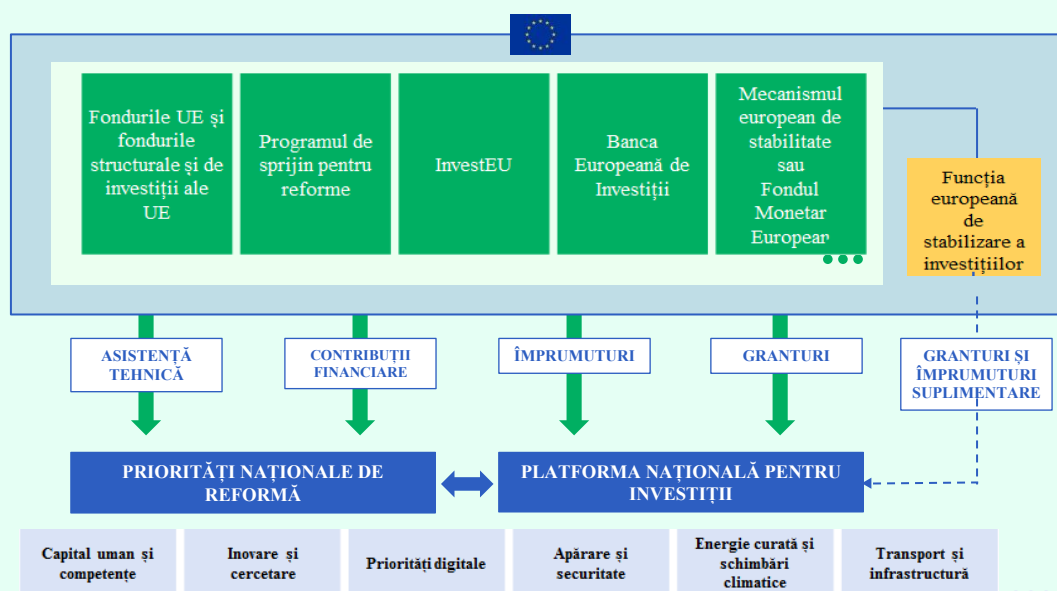 Fondurile UE și
fondurile
structurale și de
investiții ale
UE
Programul de
sprijin pentru
reforme
InvestEU
Banca
Europeană de
Investiții
Mecanismul
european de
stabilitate
sau
Fondul
Monetar
Europear
Funcția
europeană
de
stabilizare a
investițiilor
ASISTENȚĂ
TEHNICĂ
CONTRIBUȚII
FINANCIARE
ÎMPRUMUTURI
GRANTURI
GRANTURI ȘI
ÎMPRUMUTURI
SUPLIMENTARE
PRIORITĂȚI NAȚIONALE DE
REFORMĂ
PLATFORMA NAȚIONALĂ PENTRU
INVESTIȚII
Capital uman și
competențe
Inovare și
cercetare
Priorități digitale
Apărare și
securitate
Energie curată și
schimbări
climatice
Transport și
infrastructură